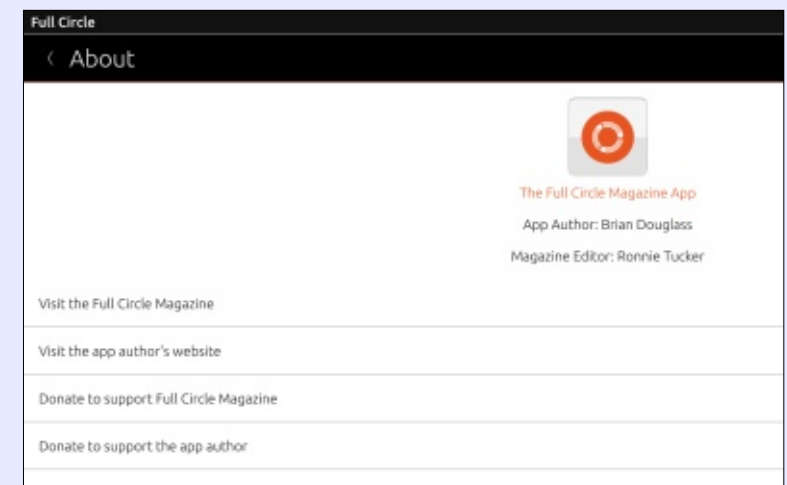 Full Circle
About
The Full Circle Magazine App
App Author: Brian Douglass
Magazine Editor: Ronnie Tucker
Visit the Full Circle Magazine
Visit the app author's website
Donate to support Full Circle Magazine
Donate to support the app author